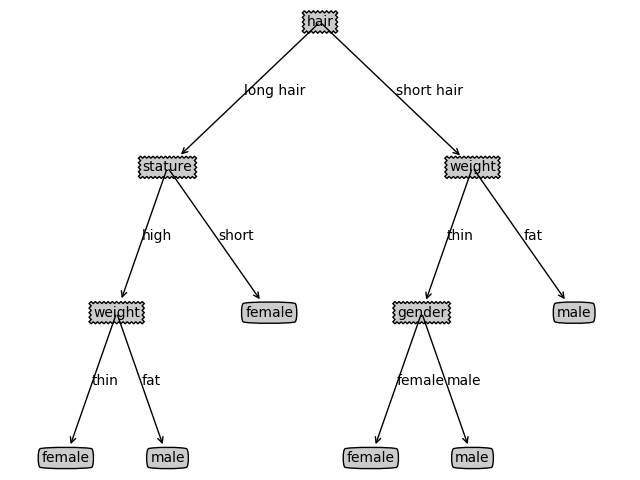 hair
long hair
short hair
stature
weight
high
short
thin
fat
weight
female
gender
male
thin
fat
female
male
female
male
female
male